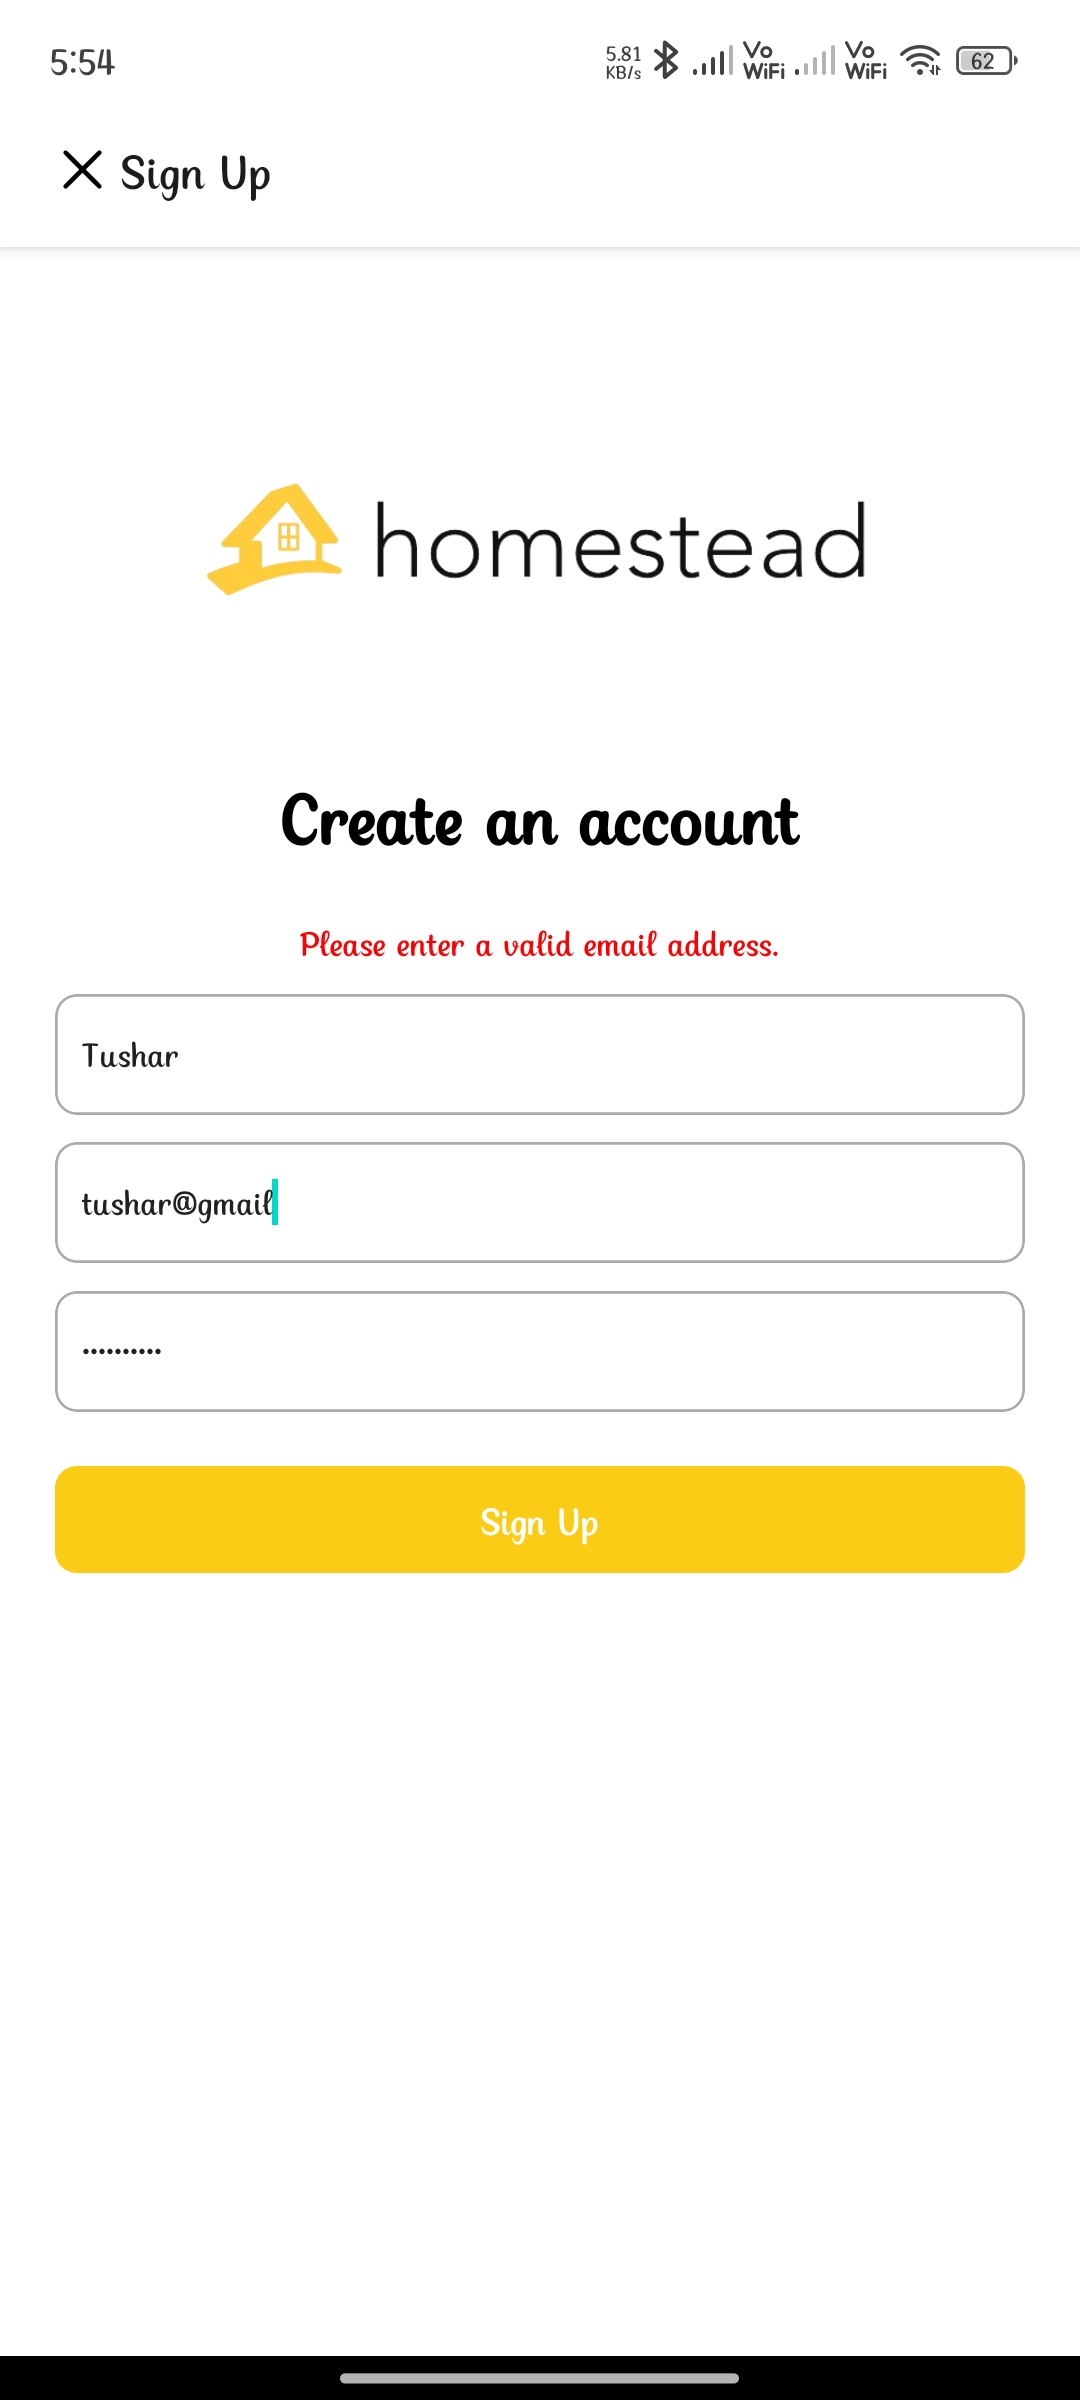 5:54
5.81 KB/s
Vo WiFi
Vo WiFi
62
Sign Up
homestead
Create an account
Please enter a valid email address.
Tushar
tushar@gmail
••••••••••
Sign Up